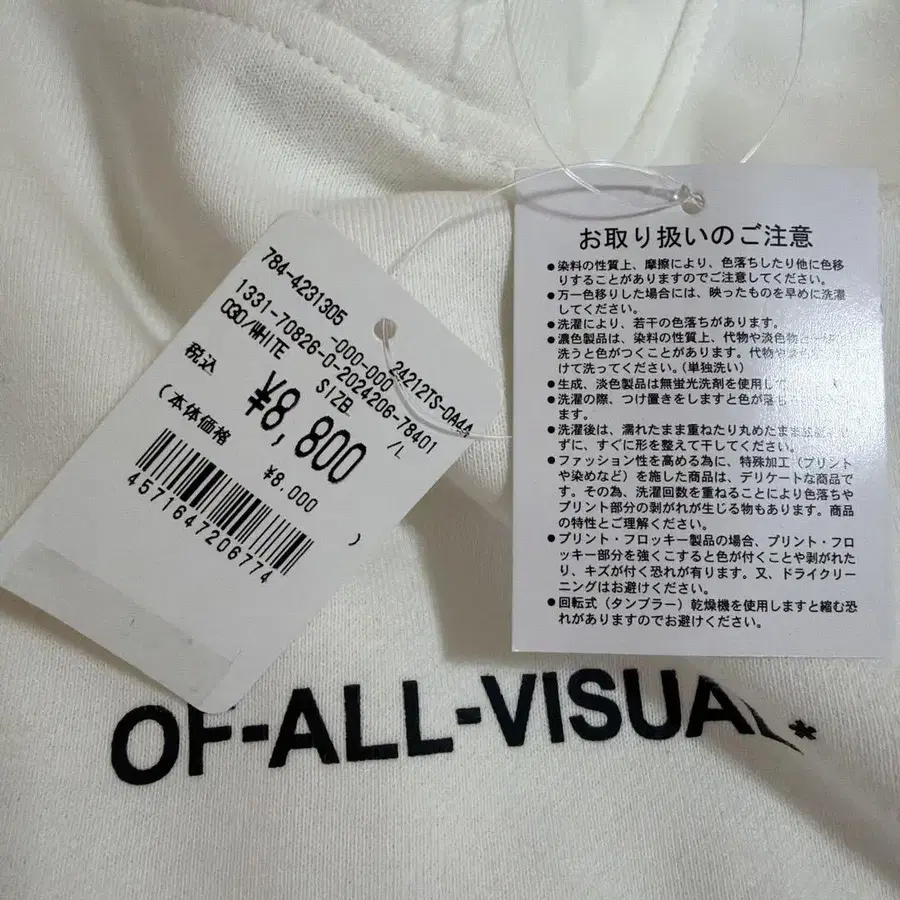 784-4231305
1331-70826-0-2024206-78401
-000-000
24212TS-0A4A
030/WHITE
SIZE
/L
税込
¥8,800
(本体価格
¥8,000
)
4571647206774
お取り扱いのご注意
●染料の性質上、摩擦により、色落ちしたり他に色移
りすることがありますのでご注意してください。
●万一色移りした場合には、映ったものを早めに洗濯
してください。
●洗濯により、若干の色落ちがあります。
●濃色製品は、染料の性質上、代物や淡色物
洗うと色がつくことがあります。代物や
けて洗ってください。(単独洗い)
●生成、淡色製品は無蛍光洗剤を使用して
●洗濯の際、つけ置きをしますと色が落
ます。
●洗濯後は、濡れたまま重ねたり丸めたまま
ずに、すぐに形を整えて干してください。
●ファッション性を高める為に、特殊加工(プリント
や染めなど)を施した商品は、デリケートな商品で
す。その為、洗濯回数を重ねることにより色落ちや
プリント部分の剥がれが生じる物もあります。商品
の特性とご理解ください。
●プリント・フロッキー製品の場合、プリント・フロ
ッキー部分を強くこすると色が付くことや剥がれた
り、キズが付く恐れが有ります。又、ドライクリー
ニングはお避けください。
●回転式(タンブラー)乾燥機を使用しますと縮む恐
れがありますのでお避けください。
OF-ALL-VISUAL.*